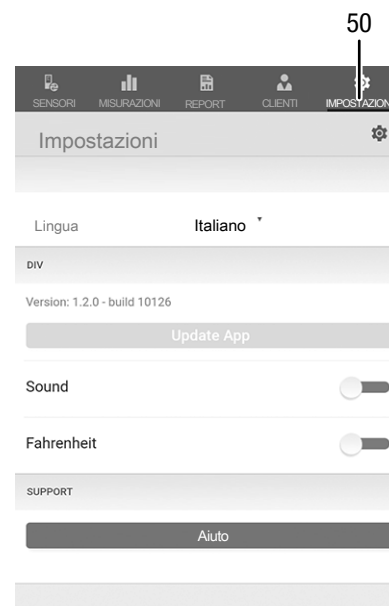 50
SENSORI MISURAZIONI REPORT CLIENTI IMPOSTAZION
Impostazioni
Lingua Italiano
DIV
Version: 1.2.0 - build 10126
Update App
Sound
Fahrenheit
SUPPORT
Aiuto